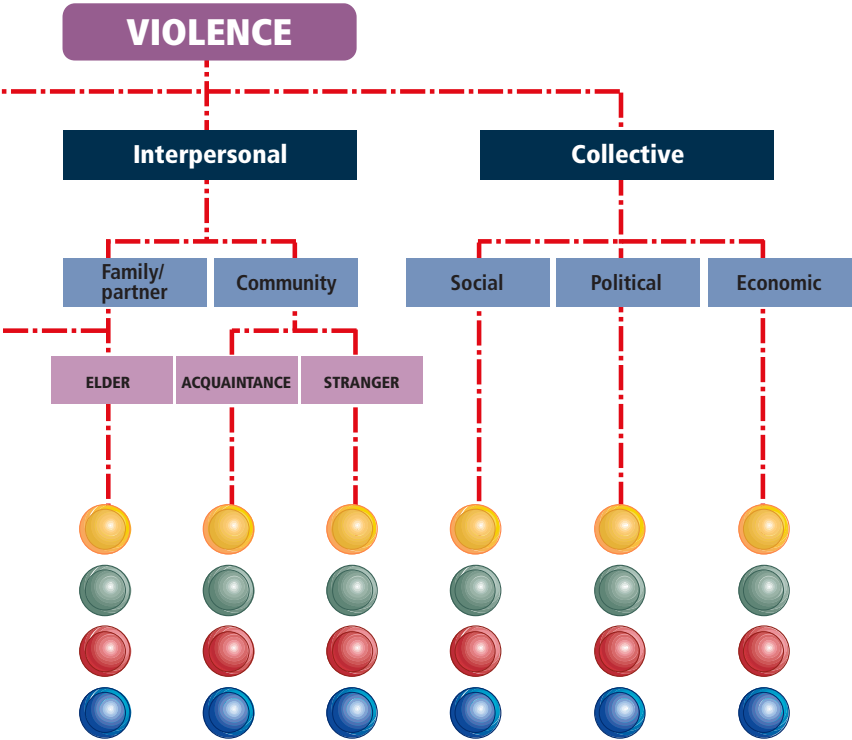 VIOLENCE
Interpersonal
Collective
Family/
partner
Community
Social
Political
Economic
ELDER
ACQUAINTANCE
STRANGER